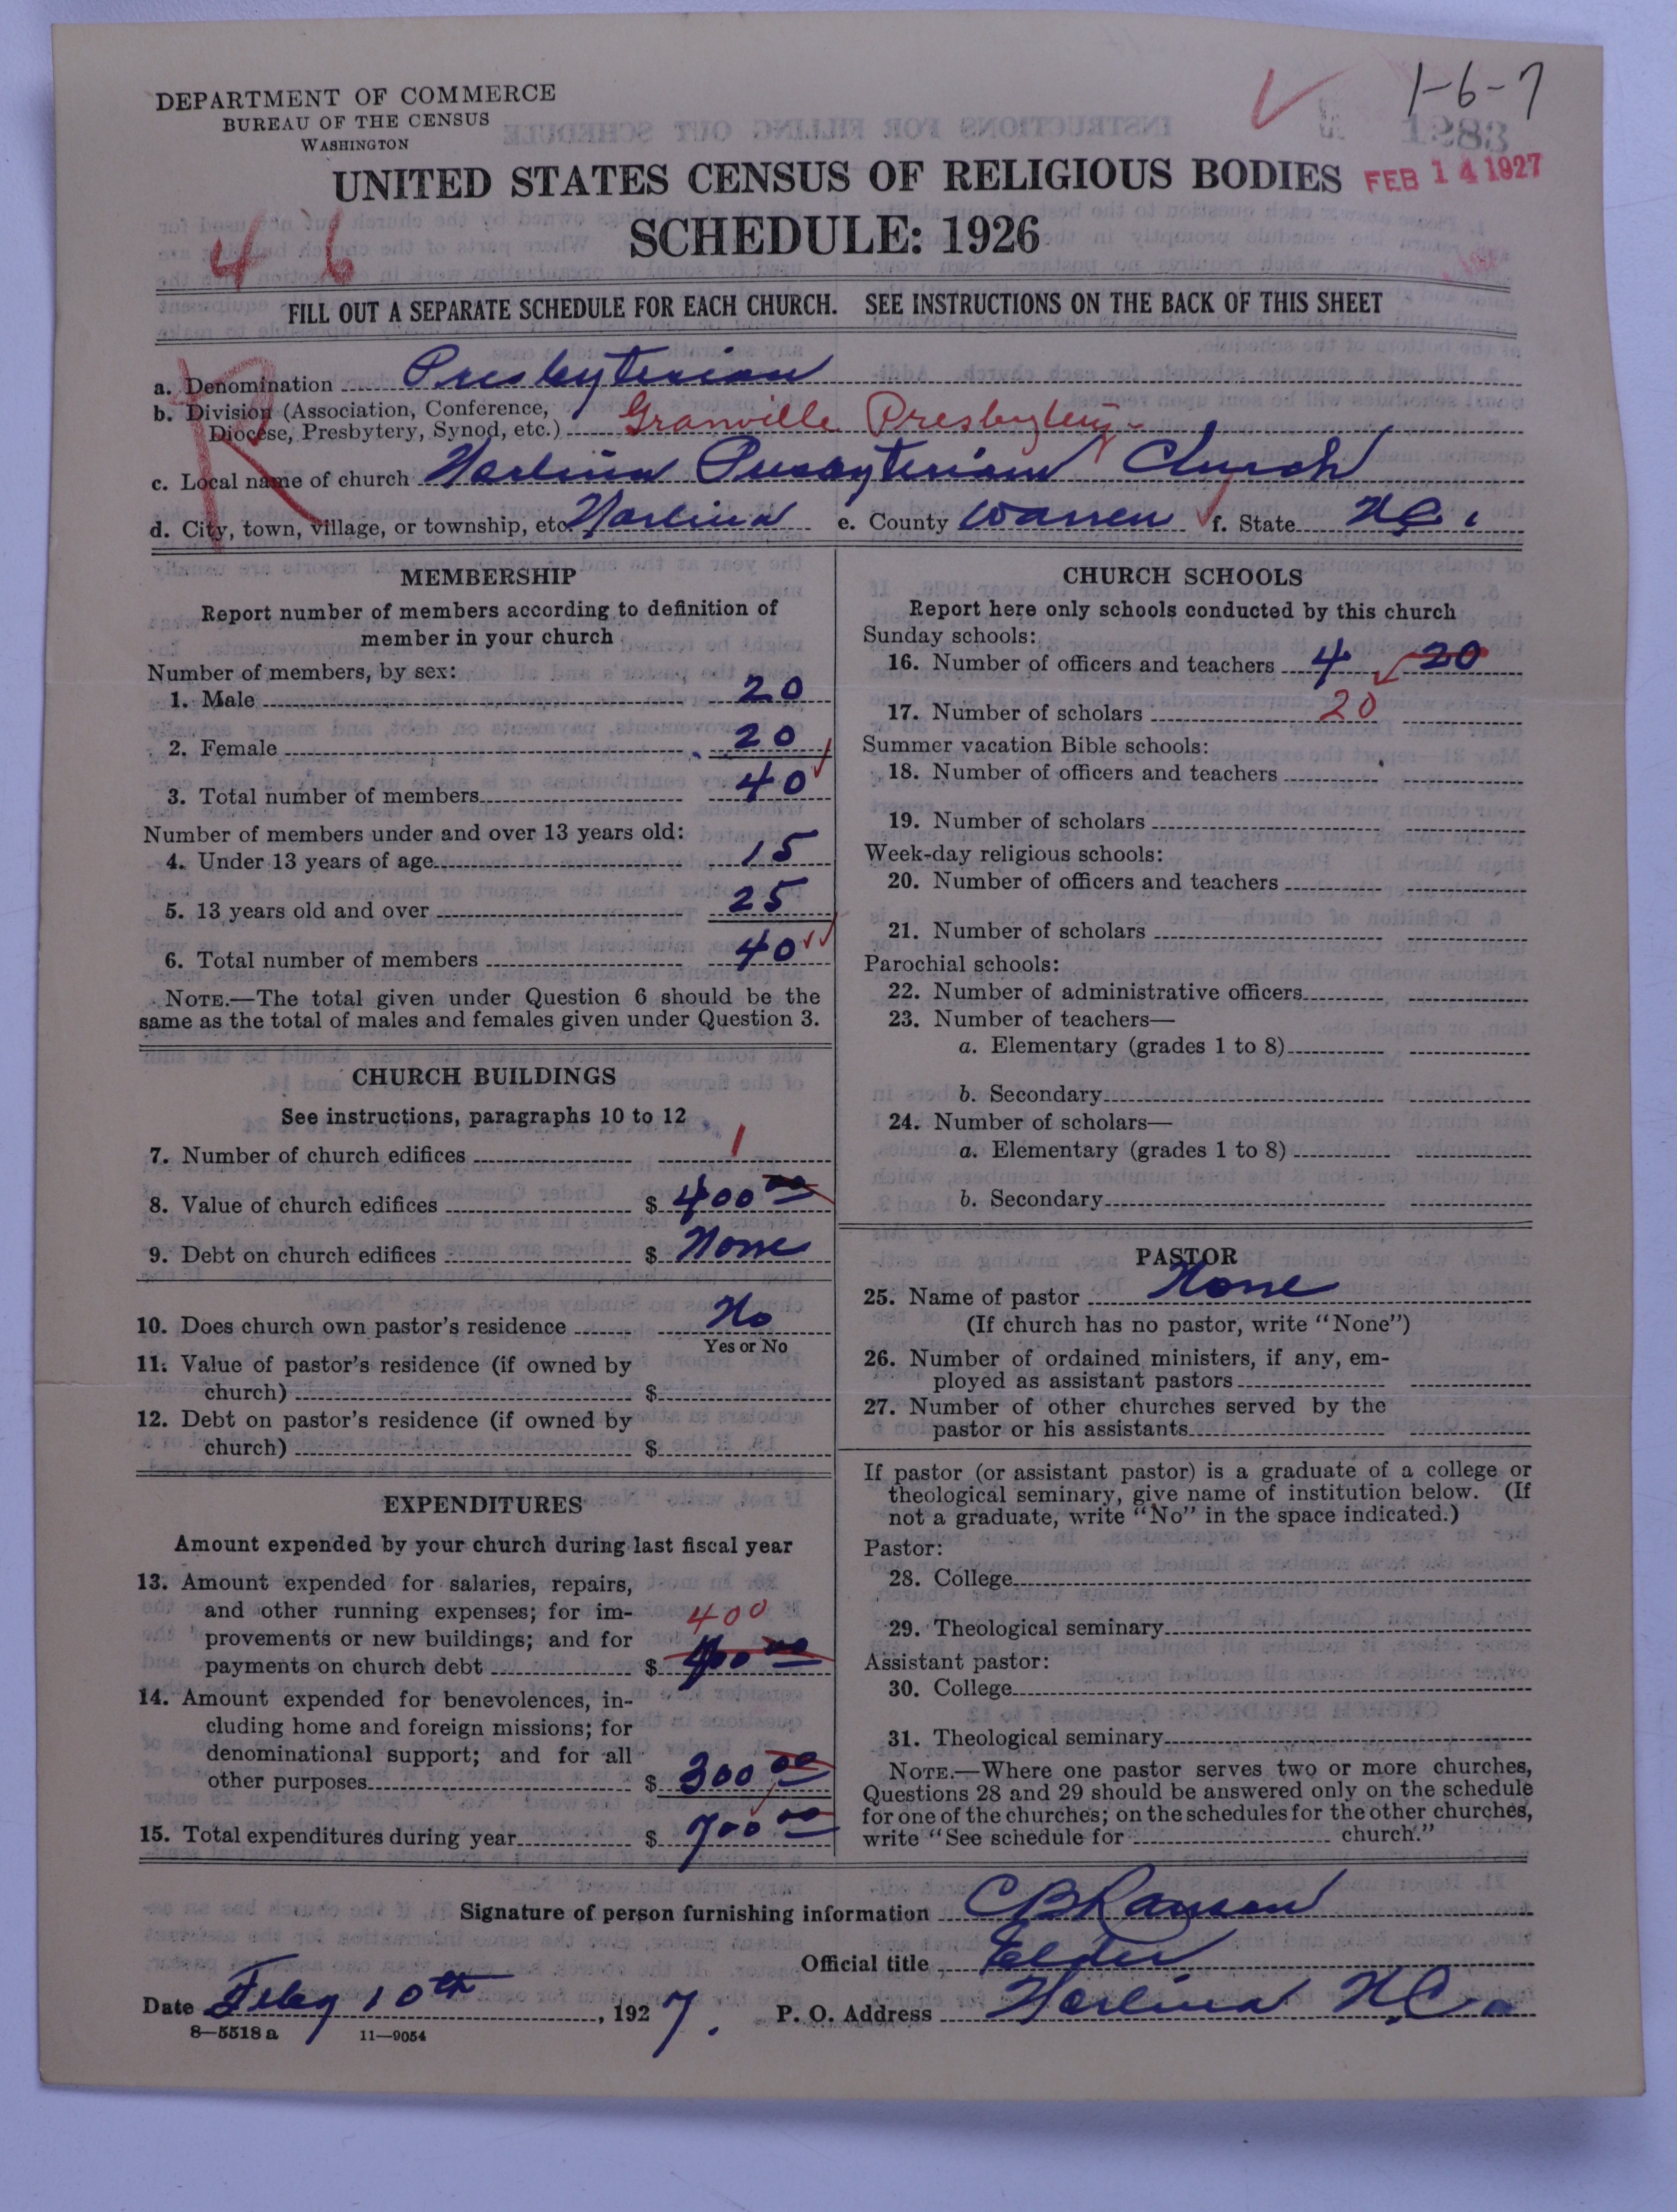 DEPARTMENT OF COMMERCE
BUREAU OF THE CENSUS
WASHINGTON
1-6-7
1283
UNITED STATES CENSUS OF RELIGIOUS BODIES FEB 14 1927
SCHEDULE: 1926
4 6
FILL OUT A SEPARATE SCHEDULE FOR EACH CHURCH. SEE INSTRUCTIONS ON THE BACK OF THIS SHEET
R
a. Denomination Presbyterian
b. Division (Association, Conference,
Diocese, Presbytery, Synod, etc.) Granville Presbytery-
c. Local name of church Norlina Presbyterian Church
d. City, town, village, or township, etc. Norlina e. County Warren f. State N.C.
MEMBERSHIP
Report number of members according to definition of
member in your church
Number of members, by sex:
1. Male 20
2. Female 20
3. Total number of members 40
Number of members under and over 13 years old:
4. Under 13 years of age 15
5. 13 years old and over 25
6. Total number of members 40
NOTE.—The total given under Question 6 should be the
same as the total of males and females given under Question 3.
CHURCH BUILDINGS
See instructions, paragraphs 10 to 12
7. Number of church edifices 1
8. Value of church edifices $ 400 00
9. Debt on church edifices $ None
10. Does church own pastor's residence No
Yes or No
11. Value of pastor's residence (if owned by
church) $
12. Debt on pastor's residence (if owned by
church) $
EXPENDITURES
Amount expended by your church during last fiscal year
13. Amount expended for salaries, repairs,
and other running expenses; for im-
400
provements or new buildings; and for
payments on church debt $ 400 00
14. Amount expended for benevolences, in-
cluding home and foreign missions; for
denominational support; and for all
other purposes $ 300 00
15. Total expenditures during year $ 700 00
CHURCH SCHOOLS
Report here only schools conducted by this church
Sunday schools:
16. Number of officers and teachers 4 20
17. Number of scholars 20
Summer vacation Bible schools:
18. Number of officers and teachers
19. Number of scholars
Week-day religious schools:
20. Number of officers and teachers
21. Number of scholars
Parochial schools:
22. Number of administrative officers
23. Number of teachers—
a. Elementary (grades 1 to 8)
b. Secondary
24. Number of scholars—
a. Elementary (grades 1 to 8)
b. Secondary
PASTOR
25. Name of pastor None
(If church has no pastor, write "None")
26. Number of ordained ministers, if any, em-
ployed as assistant pastors
27. Number of other churches served by the
pastor or his assistants
If pastor (or assistant pastor) is a graduate of a college or
theological seminary, give name of institution below. (If
not a graduate, write "No" in the space indicated.)
Pastor:
28. College
29. Theological seminary
Assistant pastor:
30. College
31. Theological seminary
NOTE.—Where one pastor serves two or more churches,
Questions 28 and 29 should be answered only on the schedule
for one of the churches; on the schedules for the other churches,
write "See schedule for church."
Signature of person furnishing information C B
Official title Elder
Date Feby 10th, 1927. P. O. Address Norlina N.C.
8—5518 a 11—9054